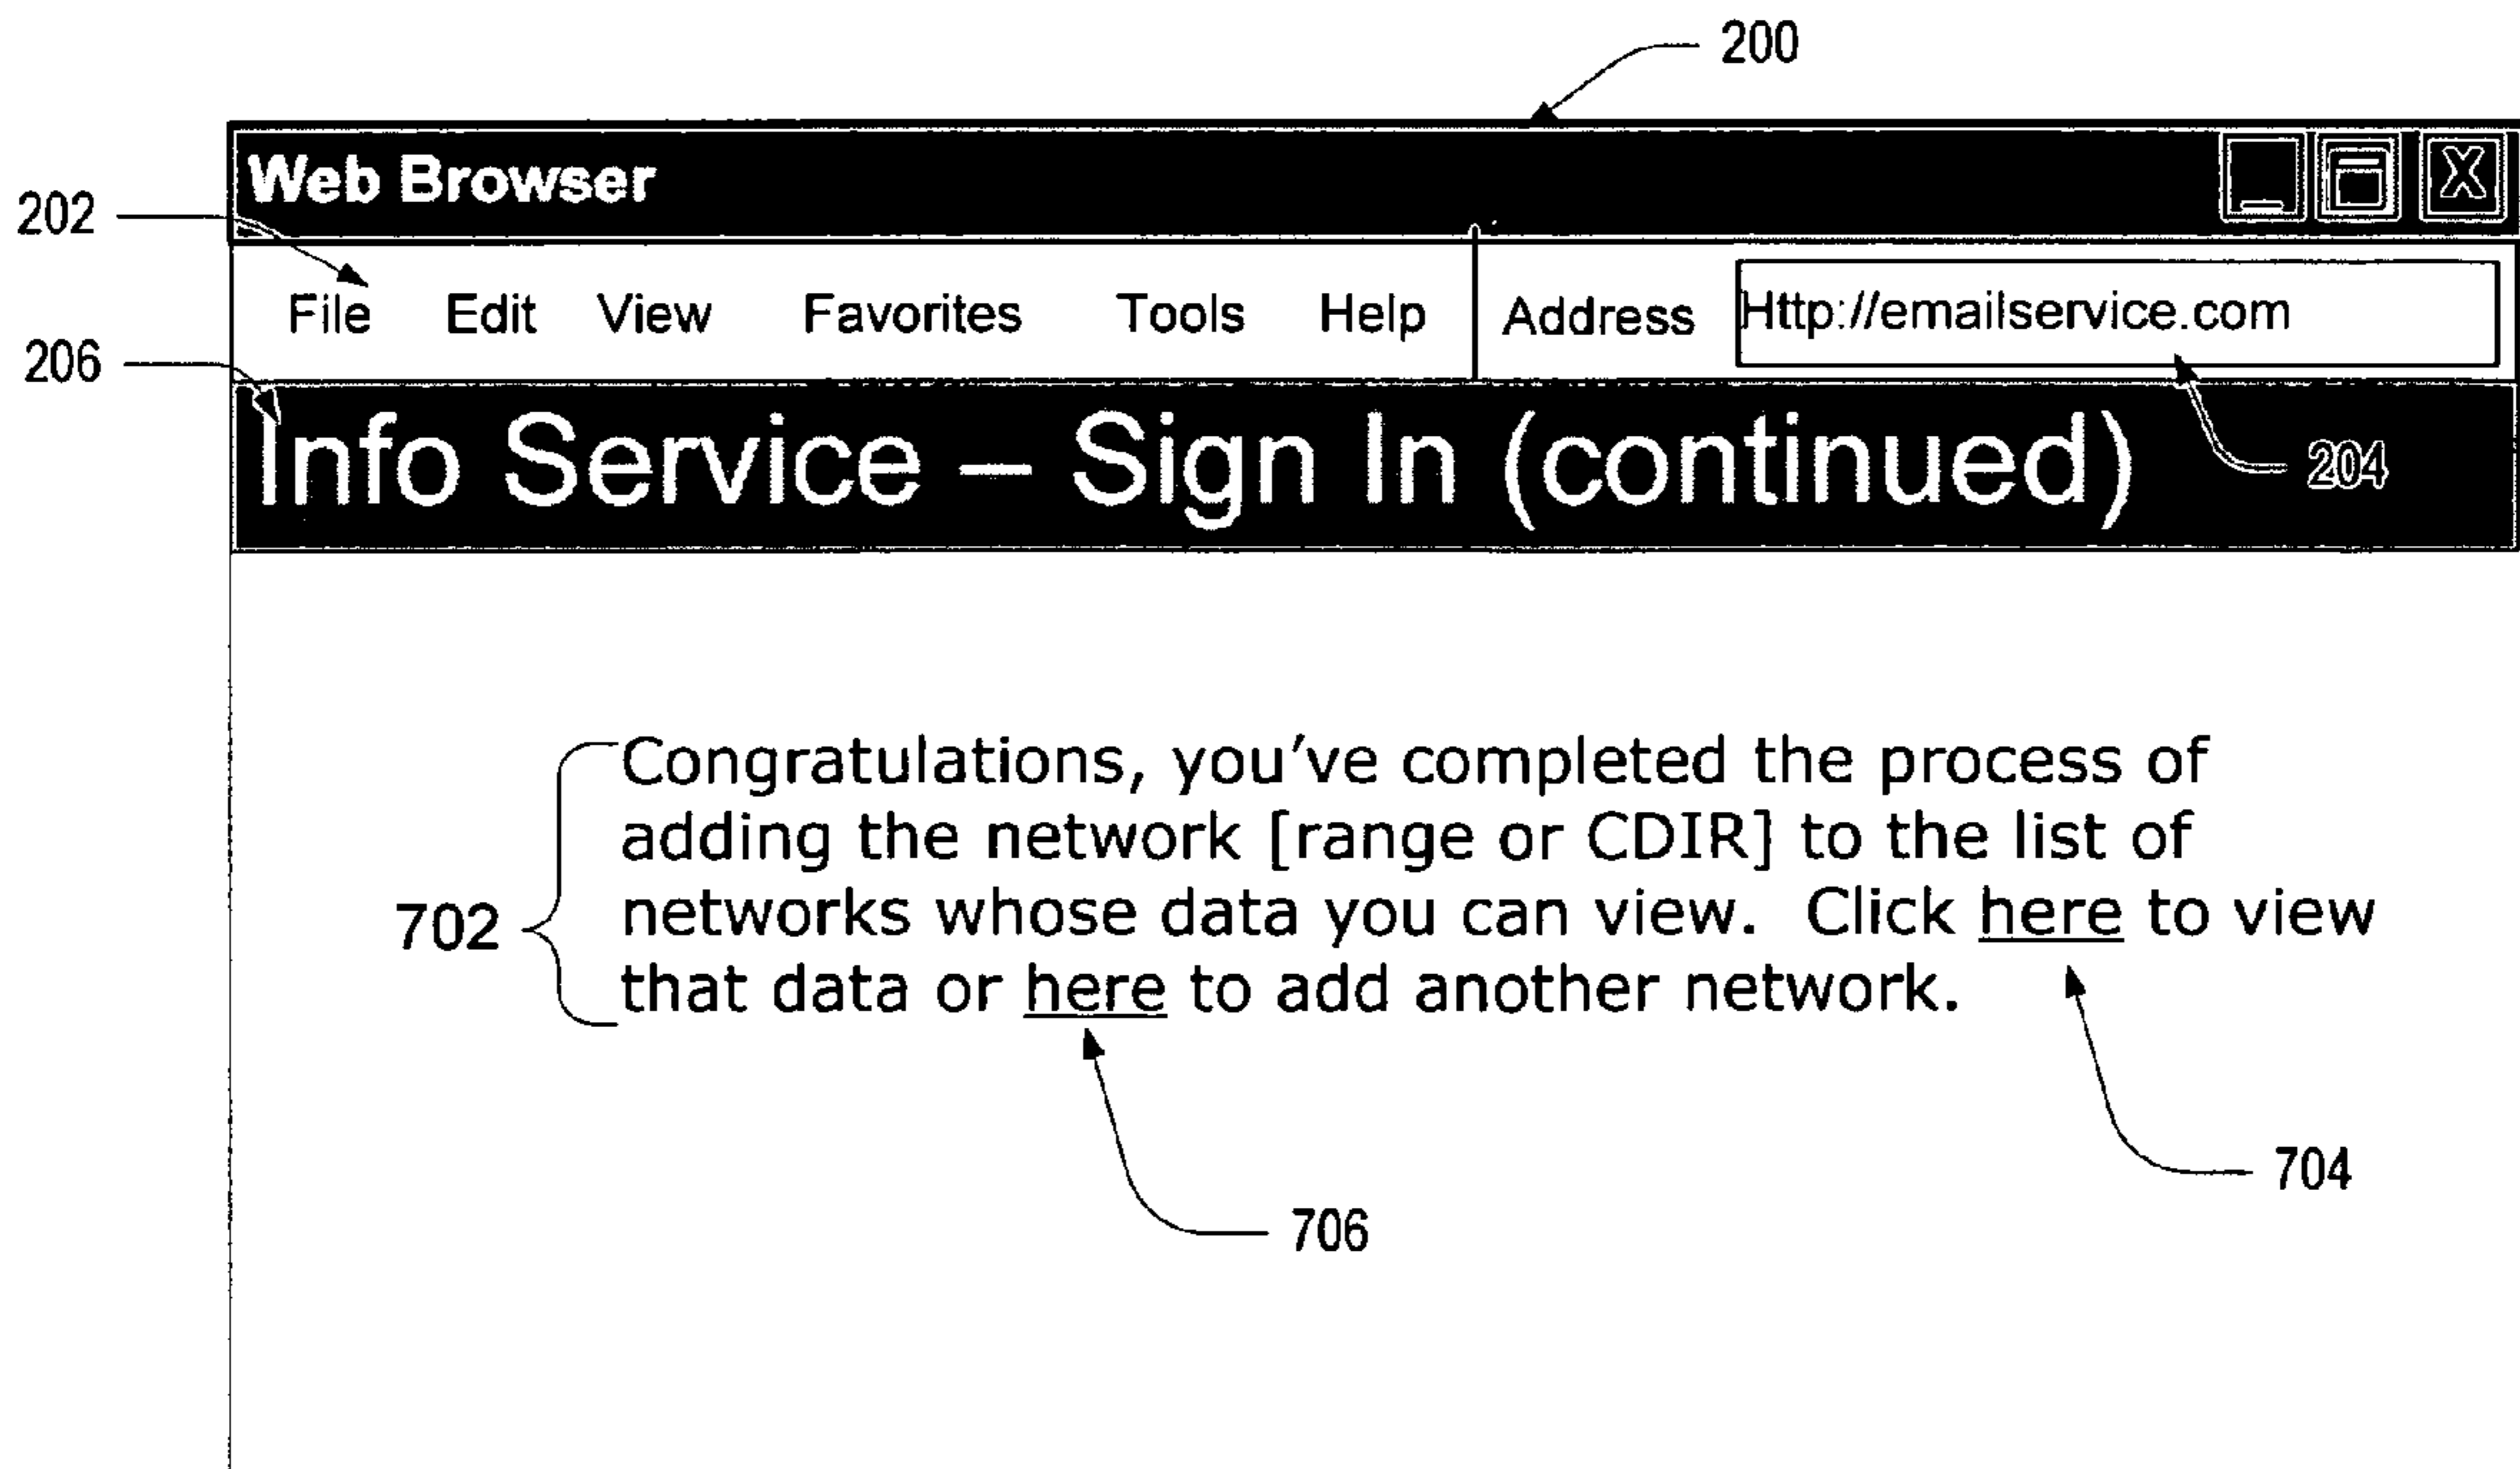 200
Web Browser
202
File Edit View Favorites Tools Help Address Http://emailservice.com
206
Info Service – Sign In (continued)
204
Congratulations, you've completed the process of
adding the network [range or CDIR] to the list of
702
networks whose data you can view. Click here to view
that data or here to add another network.
704
706